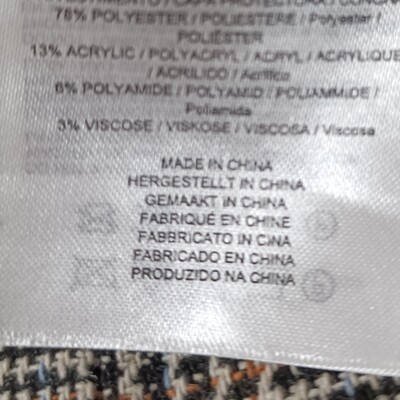 78% POLYESTER / POLIESTERE / Polyester /
POLIÉSTER
13% ACRYLIC / POLYACRYL / ACRYL / ACRYLIQUE
/ ACRILICO / Acrílico
6% POLYAMIDE / POLYAMID / POLIAMMIDE /
Poliamida
3% VISCOSE / VISKOSE / VISCOSA / Viscosa
MADE IN CHINA
HERGESTELLT IN CHINA
GEMAAKT IN CHINA
FABRIQUÉ EN CHINE
FABBRICATO IN CINA
FABRICADO EN CHINA
PRODUZIDO NA CHINA